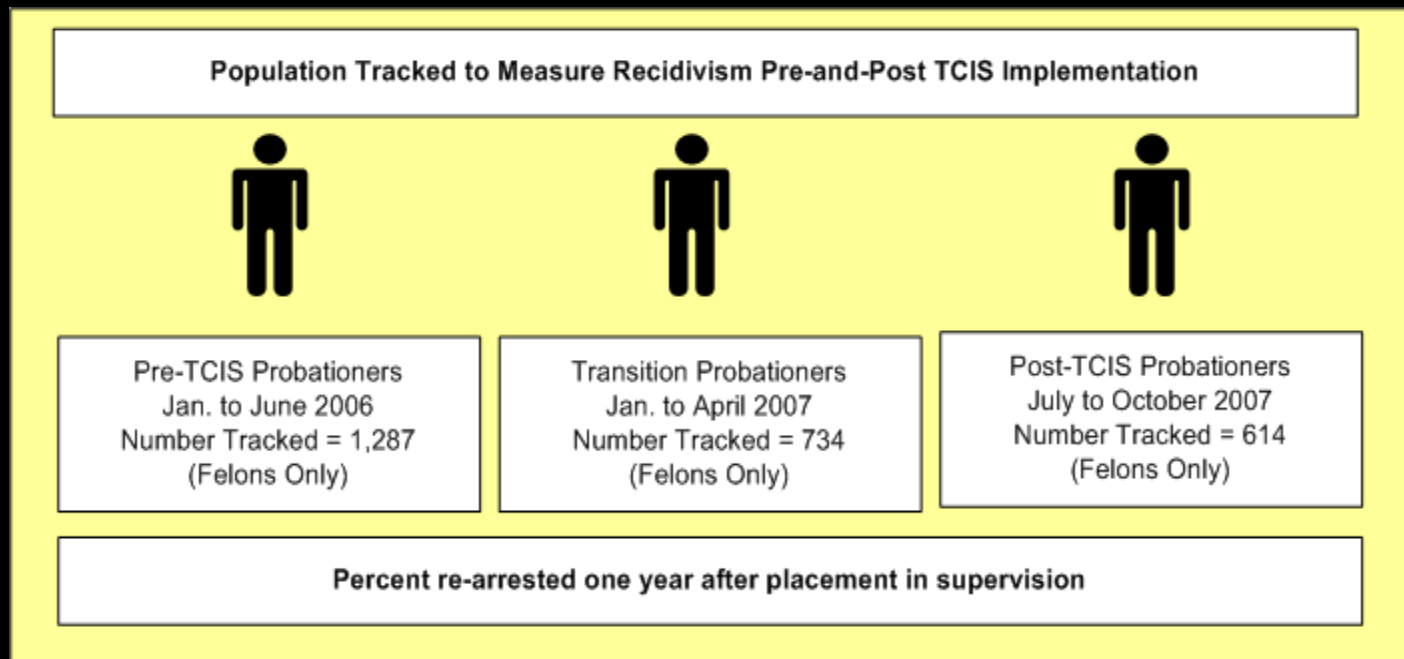 Population Tracked to Measure Recidivism Pre-and-Post TCIS Implementation
Pre-TCIS Probationers
Jan. to June 2006
Number Tracked = 1,287
(Felons Only)
Transition Probationers
Jan. to April 2007
Number Tracked = 734
(Felons Only)
Post-TCIS Probationers
July to October 2007
Number Tracked = 614
(Felons Only)
Percent re-arrested one year after placement in supervision